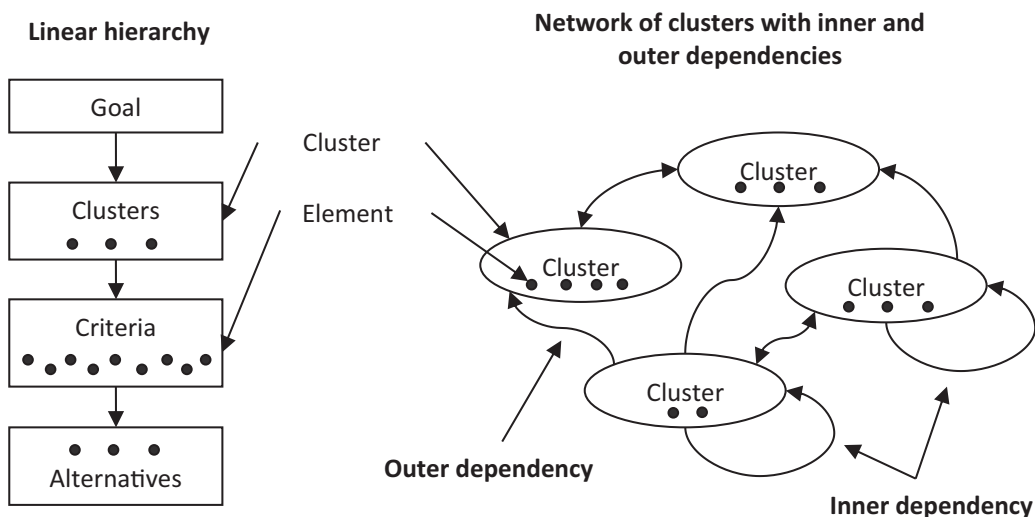 Linear hierarchy
Goal
Clusters
Criteria
Alternatives
Cluster
Element
Network of clusters with inner and
outer dependencies
Cluster
Cluster
Cluster
Cluster
Outer dependency
Inner dependency